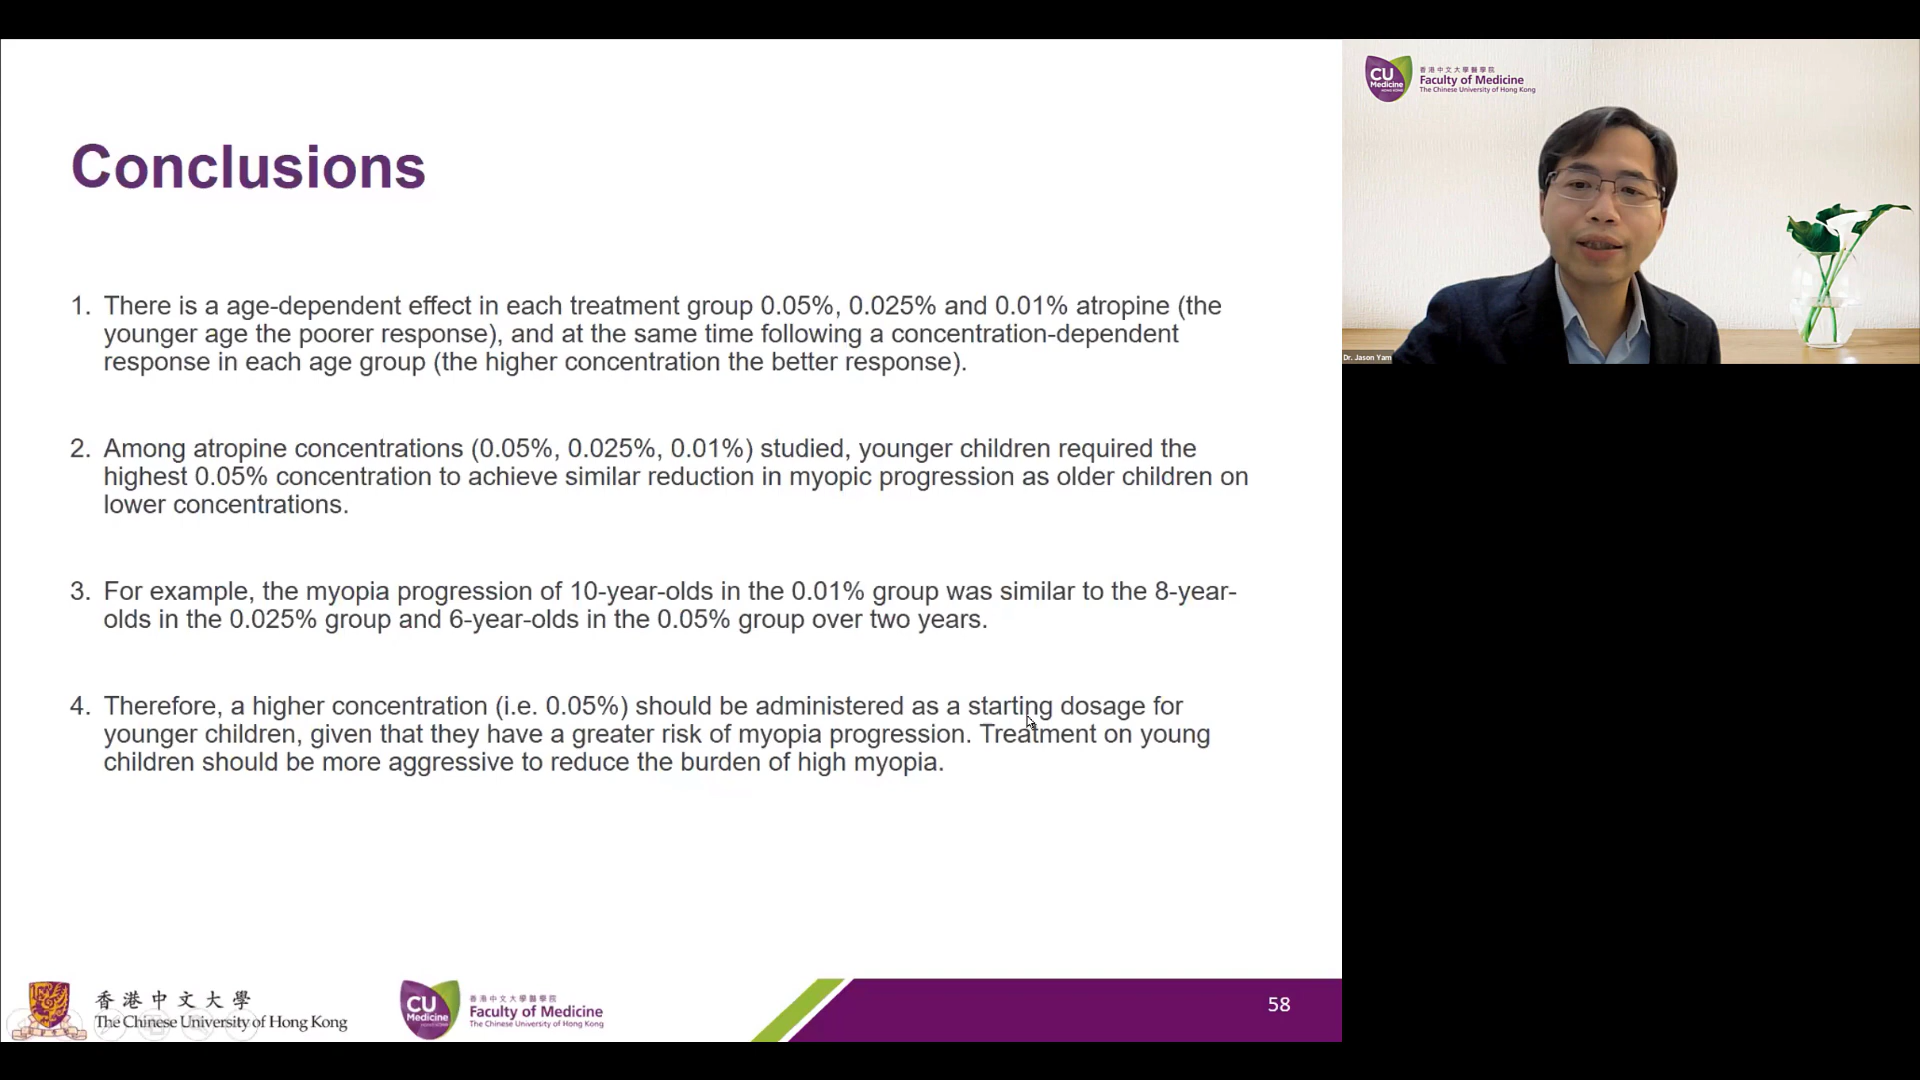 Conclusions
1. There is a age-dependent effect in each treatment group 0.05%, 0.025% and 0.01% atropine (the
younger age the poorer response), and at the same time following a concentration-dependent
response in each age group (the higher concentration the better response).
2. Among atropine concentrations (0.05%, 0.025%, 0.01%) studied, younger children required the
highest 0.05% concentration to achieve similar reduction in myopic progression as older children on
lower concentrations.
3. For example, the myopia progression of 10-year-olds in the 0.01% group was similar to the 8-year-
olds in the 0.025% group and 6-year-olds in the 0.05% group over two years.
4. Therefore, a higher concentration (i.e. 0.05%) should be administered as a starting dosage for
younger children, given that they have a greater risk of myopia progression. Treatment on young
children should be more aggressive to reduce the burden of high myopia.
香港中文大學
The Chinese University of Hong Kong
CU
Medicine
HONG KONG
香港中文大學醫學院
Faculty of Medicine
The Chinese University of Hong Kong
58
CU
Medicine
HONG KONG
香港中文大學醫學院
Faculty of Medicine
The Chinese University of Hong Kong
Dr. Jason Yam